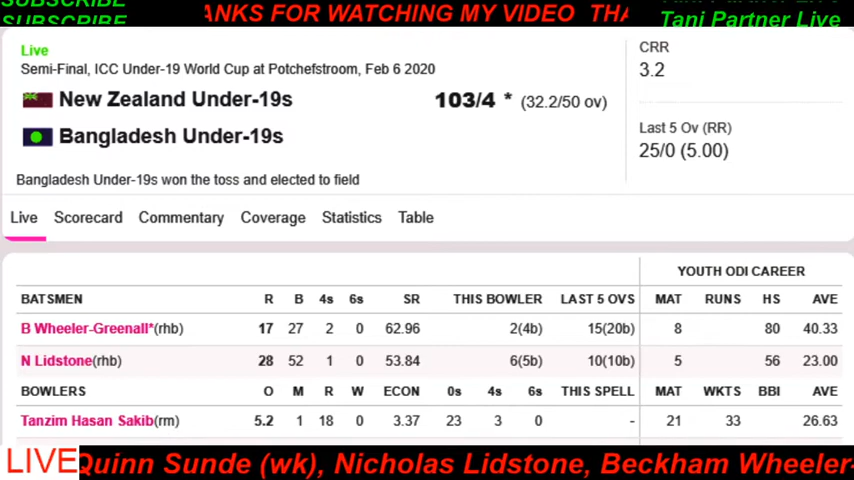 SUBSCRIBE
SUBSCRIBE
ANKS FOR WATCHING MY VIDEO THA
Tani Partner Live
Live
Semi-Final, ICC Under-19 World Cup at Potchefstroom, Feb 6 2020
New Zealand Under-19s 103/4 * (32.2/50 ov)
Bangladesh Under-19s
Bangladesh Under-19s won the toss and elected to field
CRR
3.2
Last 5 Ov (RR)
25/0 (5.00)
Live Scorecard Commentary Coverage Statistics Table
YOUTH ODI CAREER
BATSMEN R B 4s 6s SR THIS BOWLER LAST 5 OVS MAT RUNS HS AVE
B Wheeler-Greenall*(rhb) 17 27 2 0 62.96 2(4b) 15(20b) 8 80 40.33
N Lidstone(rhb) 28 52 1 0 53.84 6(5b) 10(10b) 5 56 23.00
BOWLERS O M R W ECON 0s 4s 6s THIS SPELL MAT WKTS BBI AVE
Tanzim Hasan Sakib(rm) 5.2 1 18 0 3.37 23 3 0 - 21 33 26.63
LIVE Quinn Sunde (wk), Nicholas Lidstone, Beckham Wheeler-